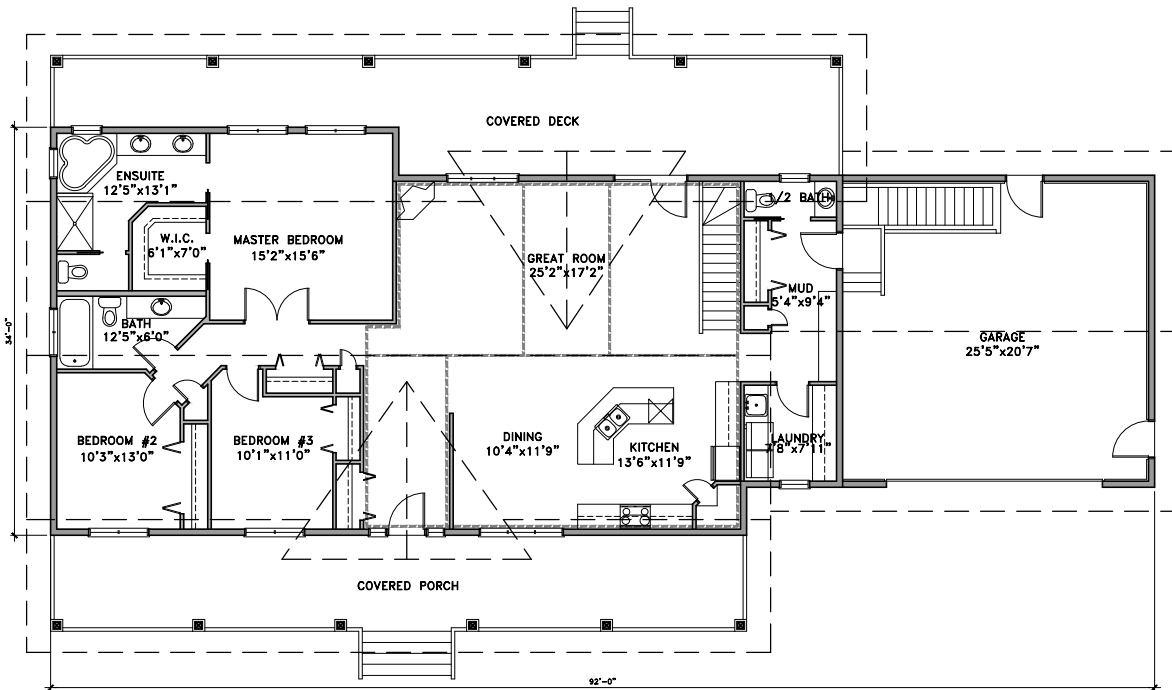 COVERED DECK
ENSUITE
12'5"x13'1"
W.I.C.
6'1"x7'0"
MASTER BEDROOM
15'2"x15'6"
GREAT ROOM
25'2"x17'2"
1/2 BATH
MUD
5'4"x9'4"
BATH
12'5"x6'0"
GARAGE
25'5"x20'7"
34'-0"
BEDROOM #2
10'3"x13'0"
BEDROOM #3
10'1"x11'0"
DINING
10'4"x11'9"
KITCHEN
13'6"x11'9"
LAUNDRY
7'8"x7'11"
COVERED PORCH
92'-0"